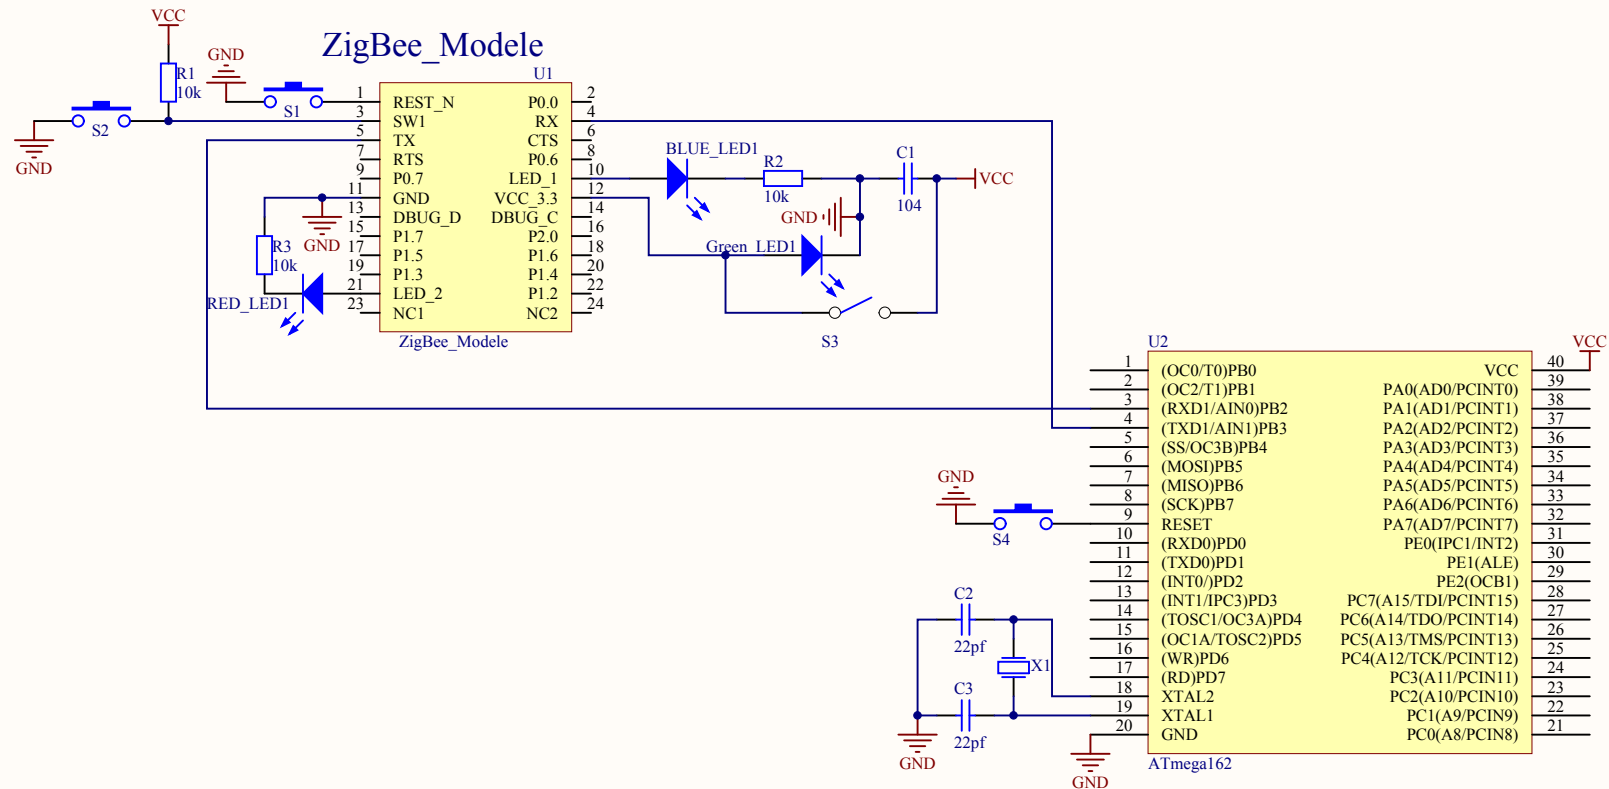 VCC
ZigBee_Modele
GND
U1
R1
10k
S1
S2
GND
1 REST_N P0.0 2
3 SW1 RX 4
5 TX CTS 6
7 RTS P0.6 8
9 P0.7 LED_1 10
11 GND VCC_3.3 12
13 DBUG_D DBUG_C 14
15 P1.7 P2.0 16
17 P1.5 P1.6 18
19 P1.3 P1.4 20
21 LED_2 P1.2 22
23 NC1 NC2 24
ZigBee_Modele
GND
R3
10k
RED_LED1
BLUE_LED1
R2
10k
C1
104
VCC
GND
Green_LED1
S3
U2
VCC
1 (OC0/T0)PB0 VCC 40
2 (OC2/T1)PB1 PA0(AD0/PCINT0) 39
3 (RXD1/AIN0)PB2 PA1(AD1/PCINT1) 38
4 (TXD1/AIN1)PB3 PA2(AD2/PCINT2) 37
5 (SS/OC3B)PB4 PA3(AD3/PCINT3) 36
6 (MOSI)PB5 PA4(AD4/PCINT4) 35
7 (MISO)PB6 PA5(AD5/PCINT5) 34
8 (SCK)PB7 PA6(AD6/PCINT6) 33
9 RESET PA7(AD7/PCINT7) 32
10 (RXD0)PD0 PE0(IPC1/INT2) 31
11 (TXD0)PD1 PE1(ALE) 30
12 (INT0/)PD2 PE2(OCB1) 29
13 (INT1/IPC3)PD3 PC7(A15/TDI/PCINT15) 28
14 (TOSC1/OC3A)PD4 PC6(A14/TDO/PCINT14) 27
15 (OC1A/TOSC2)PD5 PC5(A13/TMS/PCINT13) 26
16 (WR)PD6 PC4(A12/TCK/PCINT12) 25
17 (RD)PD7 PC3(A11/PCIN11) 24
18 XTAL2 PC2(A10/PCIN10) 23
19 XTAL1 PC1(A9/PCIN9) 22
20 GND PC0(A8/PCIN8) 21
ATmega162
GND
S4
C2
22pf
X1
C3
22pf
GND
GND